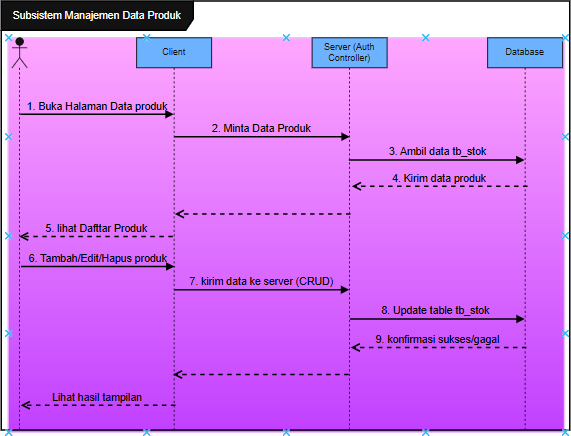 Subsistem Manajemen Data Produk
Client
Server (Auth
Controller)
Database
1. Buka Halaman Data produk
2. Minta Data Produk
3. Ambil data tb_stok
4. Kirim data produk
5. lihat Dafttar Produk
6. Tambah/Edit/Hapus produk
7. kirim data ke server (CRUD)
8. Update table tb_stok
9. konfirmasi sukses/gagal
Lihat hasil tampilan